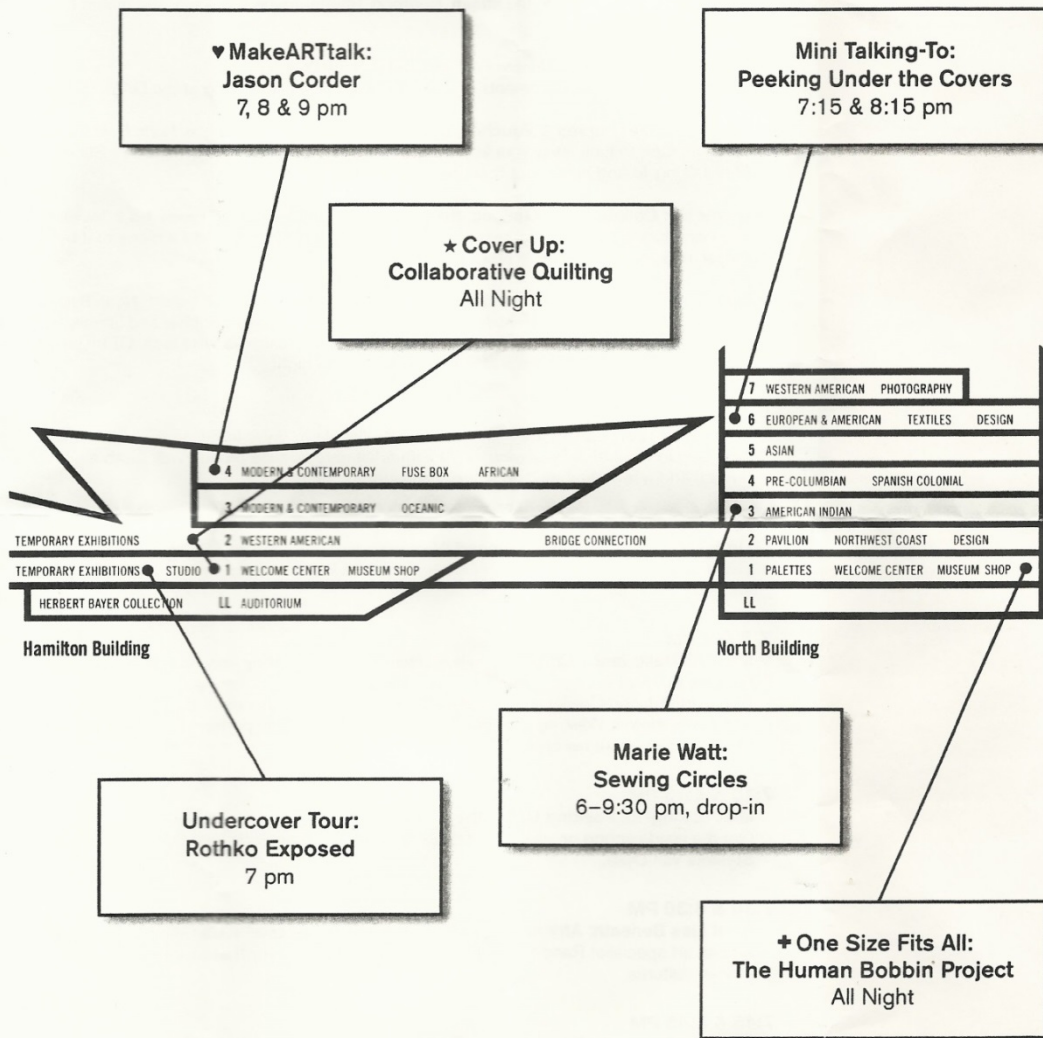 ♥ MakeARTtalk:
Jason Corder
7, 8 & 9 pm
Mini Talking-To:
Peeking Under the Covers
7:15 & 8:15 pm
★ Cover Up:
Collaborative Quilting
All Night
4 MODERN & CONTEMPORARY FUSE BOX AFRICAN
3 MODERN & CONTEMPORARY OCEANIC
TEMPORARY EXHIBITIONS 2 WESTERN AMERICAN BRIDGE CONNECTION
TEMPORARY EXHIBITIONS STUDIO 1 WELCOME CENTER MUSEUM SHOP
HERBERT BAYER COLLECTION LL AUDITORIUM
Hamilton Building
7 WESTERN AMERICAN PHOTOGRAPHY
6 EUROPEAN & AMERICAN TEXTILES DESIGN
5 ASIAN
4 PRE-COLUMBIAN SPANISH COLONIAL
3 AMERICAN INDIAN
2 PAVILION NORTHWEST COAST DESIGN
1 PALETTES WELCOME CENTER MUSEUM SHOP
LL
North Building
Marie Watt:
Sewing Circles
6–9:30 pm, drop-in
Undercover Tour:
Rothko Exposed
7 pm
+ One Size Fits All:
The Human Bobbin Project
All Night